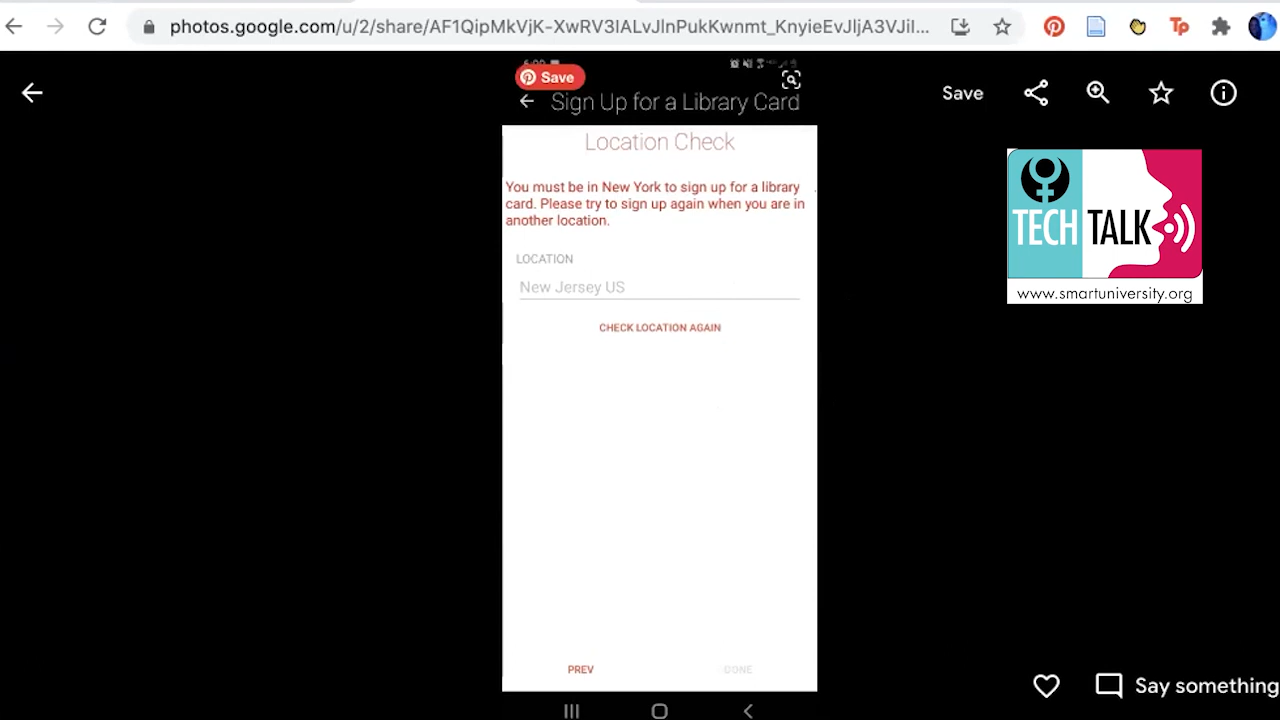 photos.google.com/u/2/share/AF1QipMkVjK-XwRV3IALvJlnPukKwnmt_KnyieEvJljA3VJiI...
Save
Sign Up for a Library Card
Save
Location Check
You must be in New York to sign up for a library
card. Please try to sign up again when you are in
another location.
LOCATION
New Jersey US
CHECK LOCATION AGAIN
TECH TALK
www.smartuniversity.org
PREV
Say something